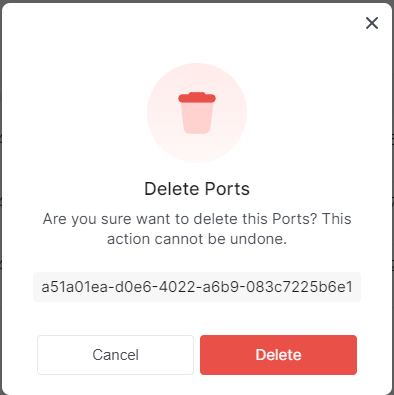 Delete Ports
Are you sure want to delete this Ports? This
action cannot be undone.
a51a01ea-d0e6-4022-a6b9-083c7225b6e1
Cancel
Delete